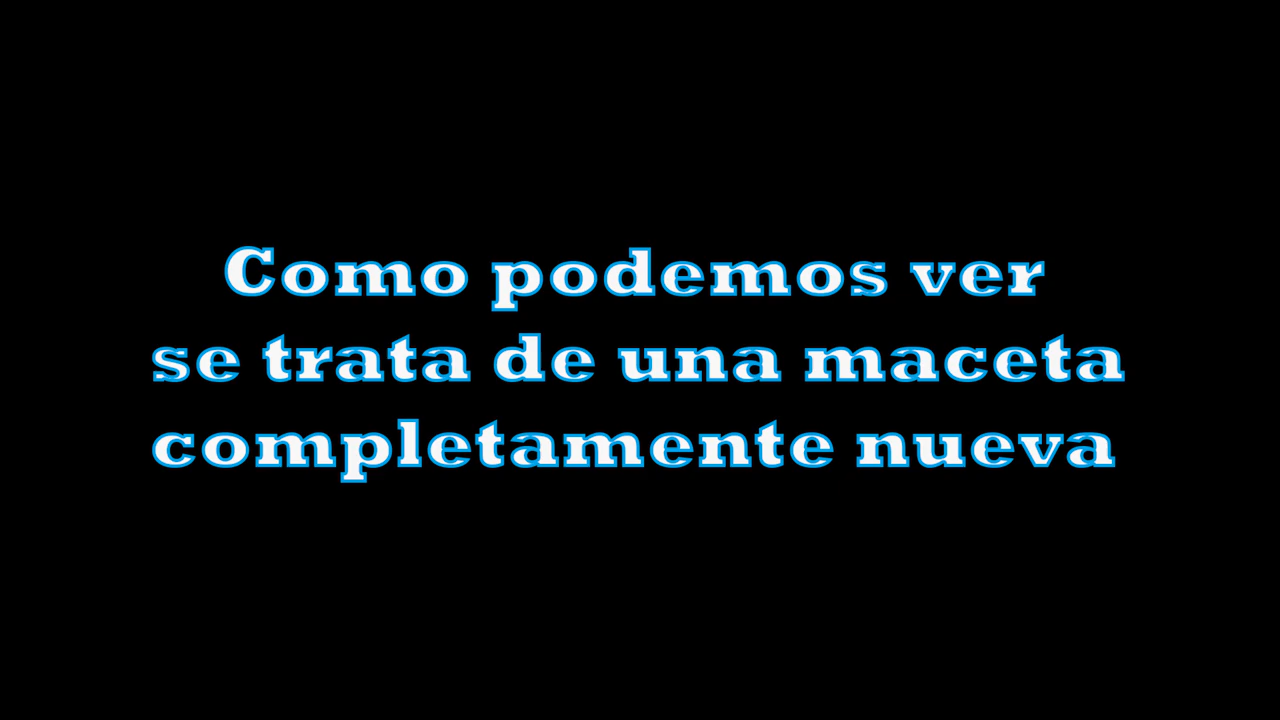 Como podemos ver
se trata de una maceta
completamente nueva